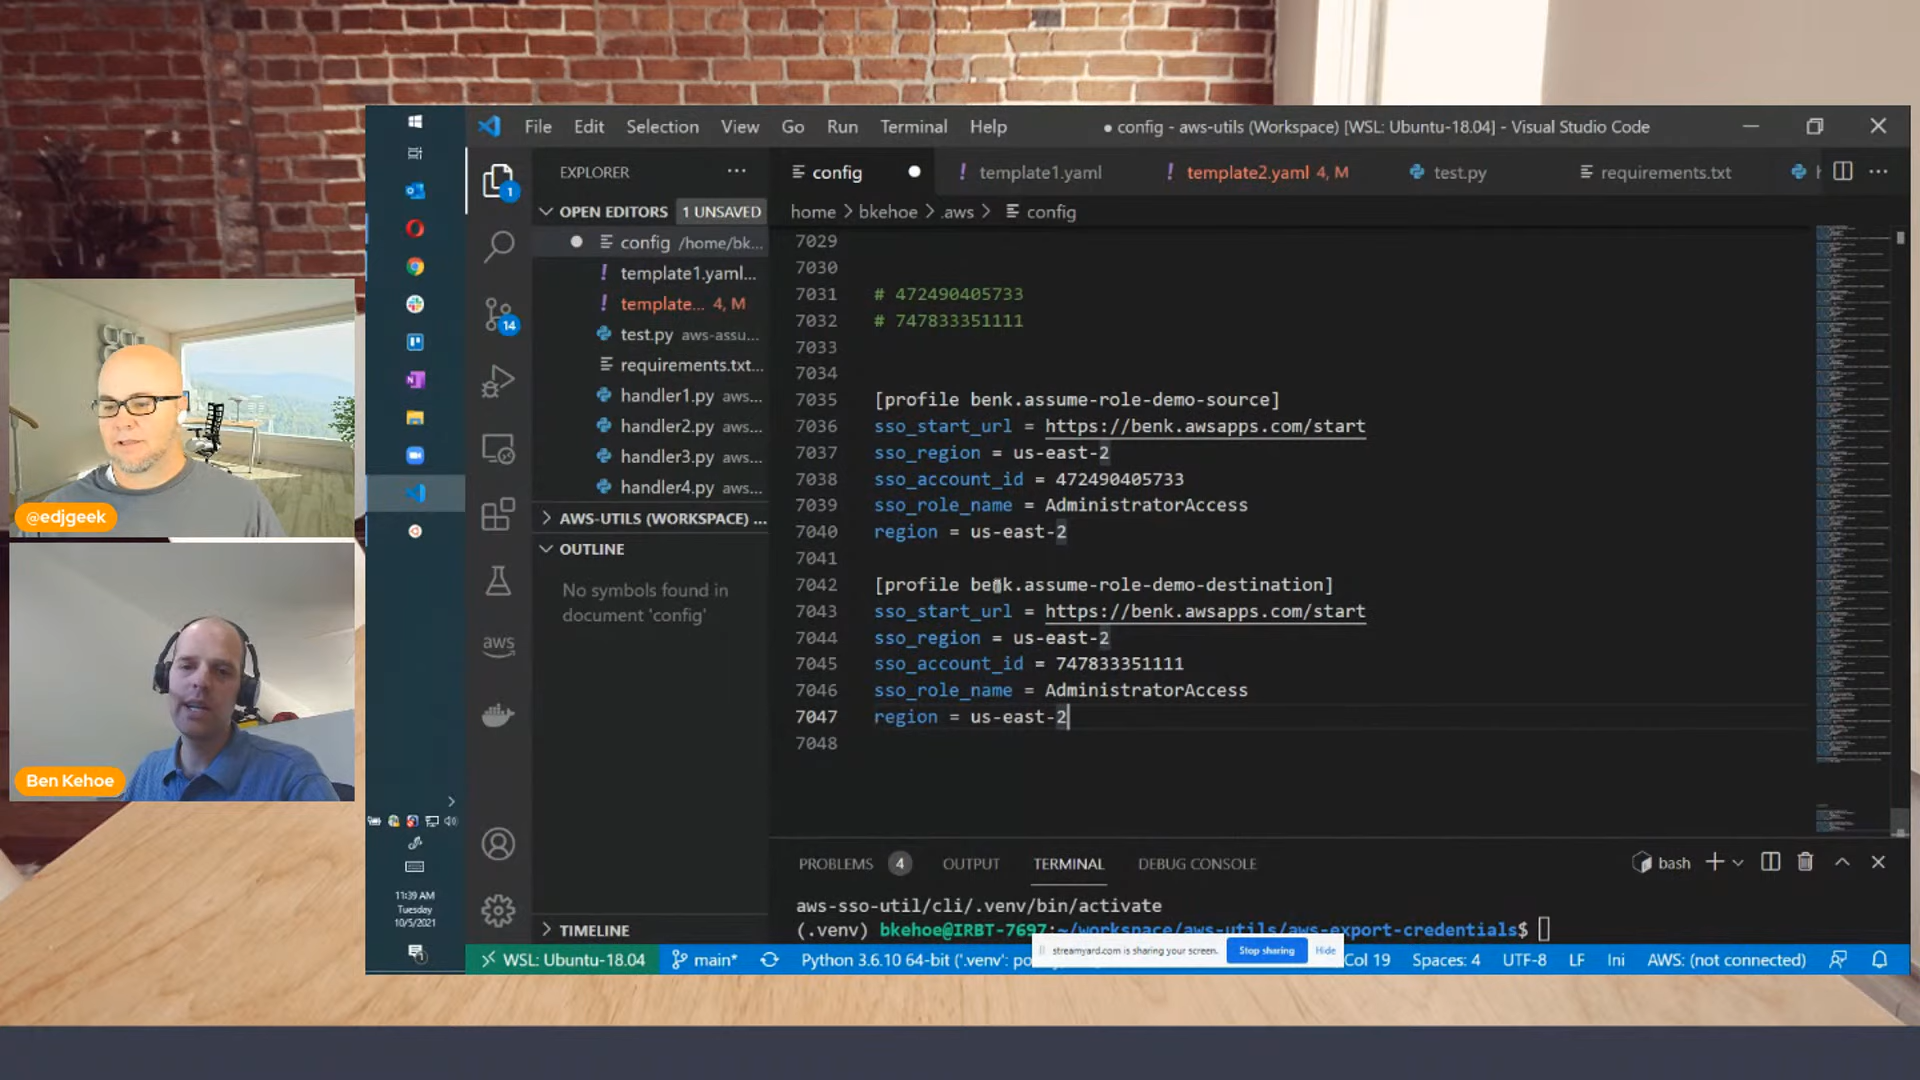 File Edit Selection View Go Run Terminal Help
● config - aws-utils (Workspace) [WSL: Ubuntu-18.04] - Visual Studio Code
EXPLORER
config
template1.yaml
template2.yaml 4, M
test.py
requirements.txt
OPEN EDITORS 1 UNSAVED
home > bkehoe > .aws > config
config /home/bk...
template1.yaml...
template... 4, M
test.py aws-assu...
requirements.txt...
handler1.py aws...
handler2.py aws...
handler3.py aws...
handler4.py aws...
AWS-UTILS (WORKSPACE) ...
OUTLINE
No symbols found in
document 'config'
TIMELINE
1
14
aws
7029
7030
7031 # 472490405733
7032 # 747833351111
7033
7034
7035 [profile benk.assume-role-demo-source]
7036 sso_start_url = https://benk.awsapps.com/start
7037 sso_region = us-east-2
7038 sso_account_id = 472490405733
7039 sso_role_name = AdministratorAccess
7040 region = us-east-2
7041
7042 [profile benk.assume-role-demo-destination]
7043 sso_start_url = https://benk.awsapps.com/start
7044 sso_region = us-east-2
7045 sso_account_id = 747833351111
7046 sso_role_name = AdministratorAccess
7047 region = us-east-2
7048
PROBLEMS 4 OUTPUT TERMINAL DEBUG CONSOLE
bash
aws-sso-util/cli/.venv/bin/activate
(.venv) bkehoe@IRBT-7697:~/workspace/aws-utils/aws-export-credentials$
streamyard.com is sharing your screen. Stop sharing Hide
WSL: Ubuntu-18.04 main* Python 3.6.10 64-bit ('.venv': po
Col 19 Spaces: 4 UTF-8 LF Ini AWS: (not connected)
11:39 AM
Tuesday
10/5/2021
@edjgeek
Ben Kehoe